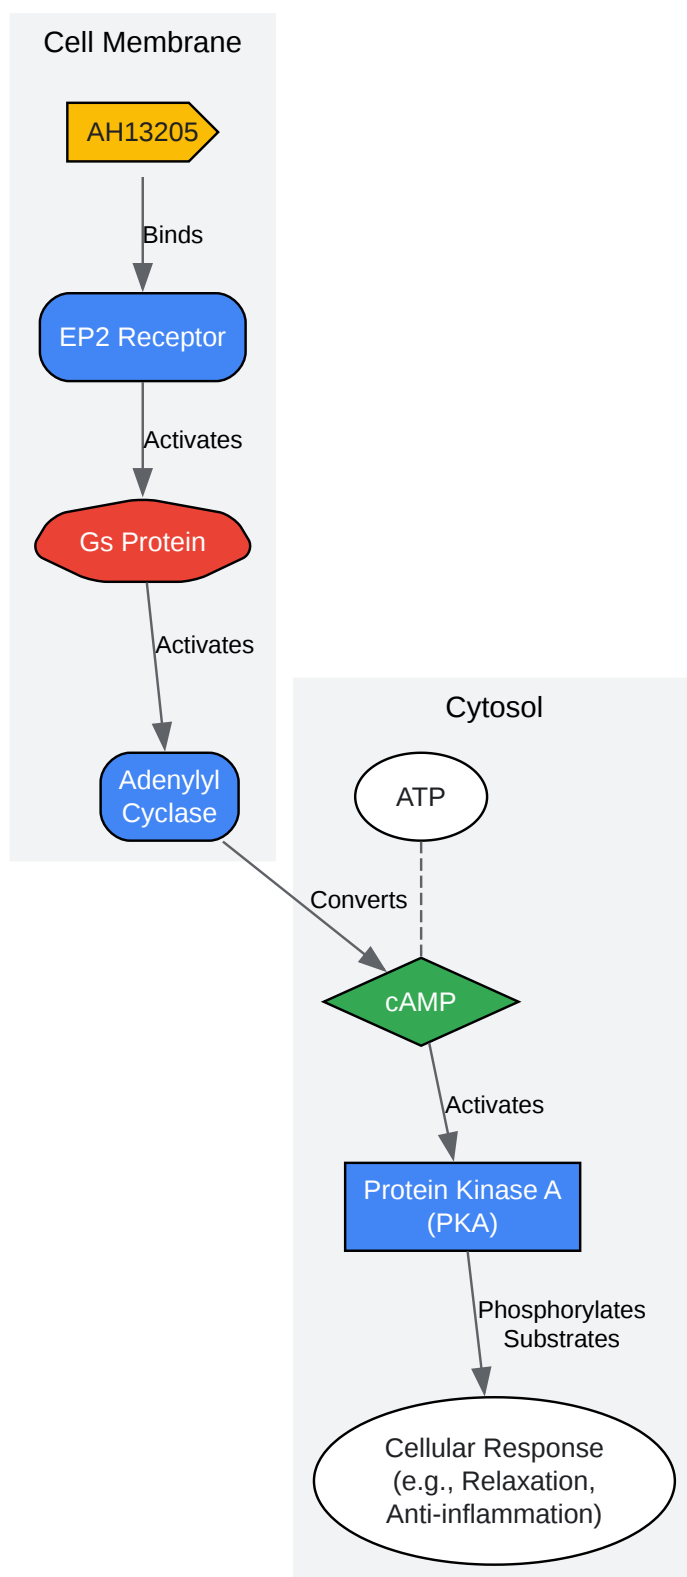 Cell Membrane
AH13205
Binds
EP2 Receptor
Activates
Gs Protein
Activates
Adenylyl
Cyclase
Cytosol
ATP
Converts
cAMP
Activates
Protein Kinase A
(PKA)
Phosphorylates
Substrates
Cellular Response
(e.g., Relaxation,
Anti-inflammation)